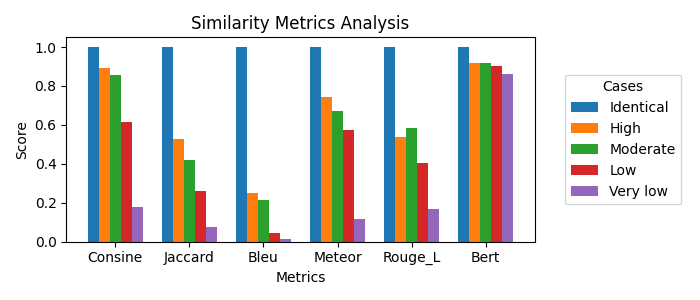 Similarity Metrics Analysis
1.0
0.8
0.6
0.4
0.2
0.0
Score
Consine Jaccard Bleu Meteor Rouge_L Bert
Metrics
Cases
Identical
High
Moderate
Low
Very low